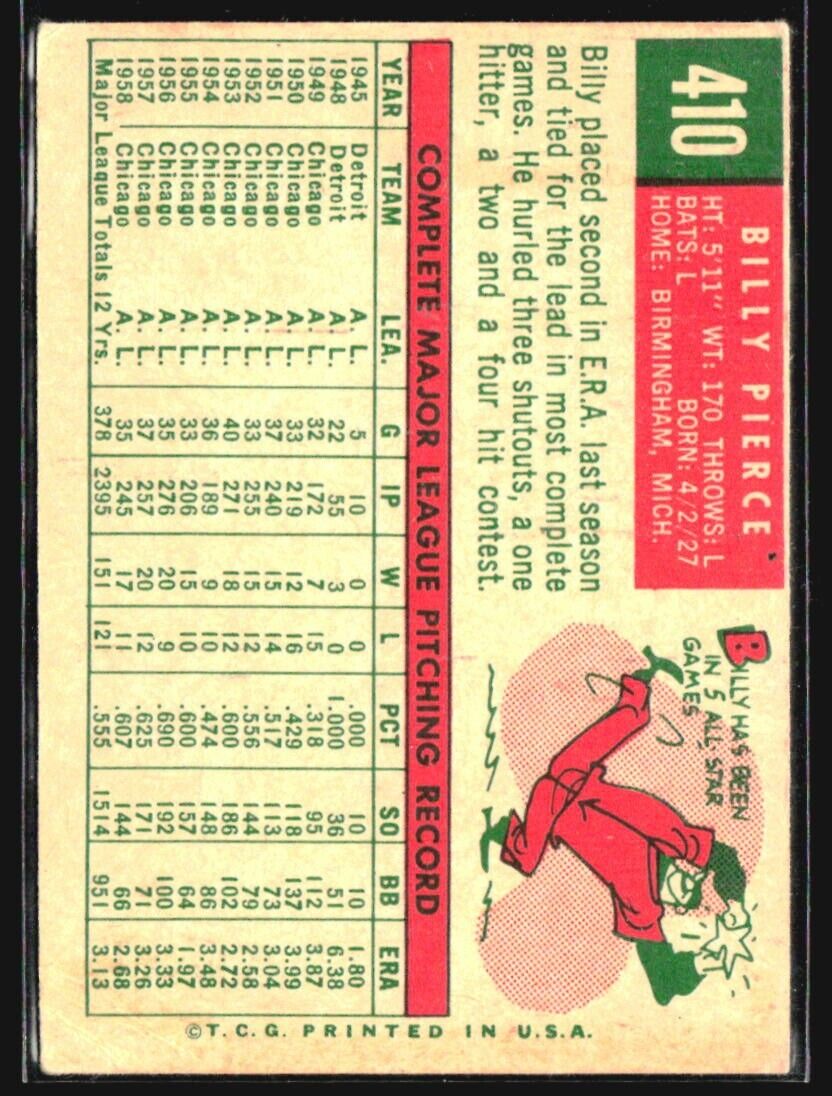 410
BILLY PIERCE
HT: 5'11" WT: 170 THROWS: L
BATS: L BORN: 4/2/27
HOME: BIRMINGHAM, MICH.
BILLY HAS BEEN
IN 5 ALL-STAR
GAMES
Billy placed second in E.R.A. last season
and tied for the lead in most complete
games. He hurled three shutouts, a one
hitter, a two and a four hit contest.
COMPLETE MAJOR LEAGUE PITCHING RECORD
YEAR TEAM LEA. G IP W L PCT SO BB ERA
1945 Detroit A. L. 5 10 0 0 .000 10 10 1.80
1948 Detroit A. L. 22 55 3 0 1.000 36 51 6.38
1949 Chicago A. L. 32 172 7 15 .318 95 112 3.87
1950 Chicago A. L. 33 219 12 16 .429 118 137 3.99
1951 Chicago A. L. 37 240 15 14 .517 113 73 3.04
1952 Chicago A. L. 33 255 15 12 .556 144 79 2.58
1953 Chicago A. L. 40 271 18 12 .600 186 102 2.72
1954 Chicago A. L. 36 189 9 10 .474 148 86 3.48
1955 Chicago A. L. 33 206 15 10 .600 157 64 1.97
1956 Chicago A. L. 35 276 20 9 .690 192 100 3.33
1957 Chicago A. L. 37 257 20 12 .625 171 71 3.26
1958 Chicago A. L. 35 245 17 11 .607 144 66 2.68
Major League Totals 12 Yrs. 378 2395 151 121 .555 1514 951 3.13
©T.C.G. PRINTED IN U.S.A.